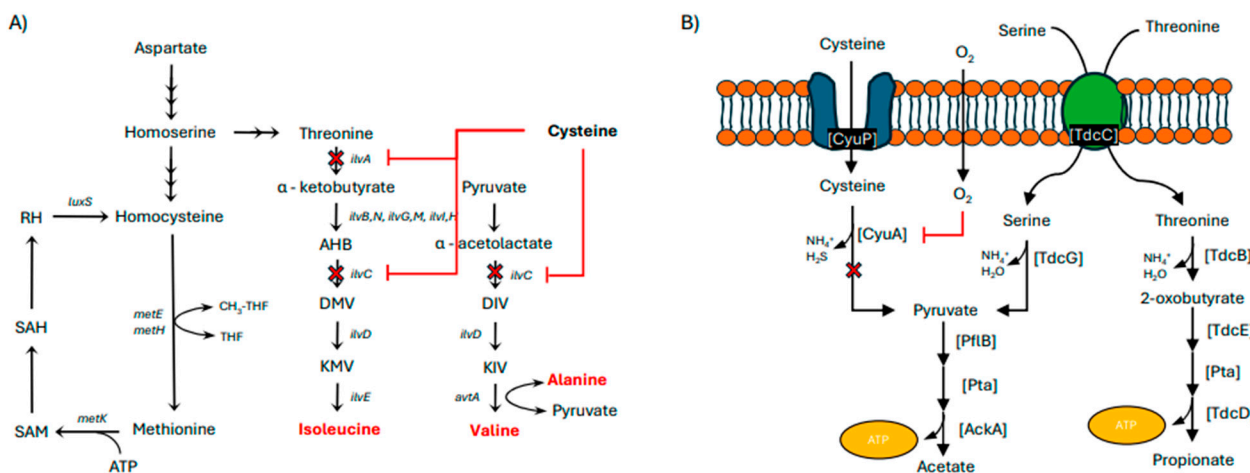 A)
Aspartate
Homoserine
Threonine
Cysteine
ilvA
α - ketobutyrate
Pyruvate
RH
luxS
Homocysteine
ilvB,N, ilvG,M, ilvI,H
AHB
α - acetolactate
ilvC
ilvC
DMV
DIV
SAH
metE
metH
CH3-THF
THF
ilvD
ilvD
KMV
KIV
Alanine
ilvE
avtA
Pyruvate
SAM
metK
Methionine
Isoleucine
Valine
ATP
B)
Cysteine
O2
Serine
Threonine
[CyuP]
[TdcC]
Cysteine
O2
Serine
Threonine
[CyuA]
NH4+
H2S
NH4+
H2O
[TdcG]
NH4+
H2O
[TdcB]
Pyruvate
2-oxobutyrate
[PflB]
[TdcE]
[Pta]
[Pta]
ATP
[AckA]
ATP
[TdcD]
Acetate
Propionate